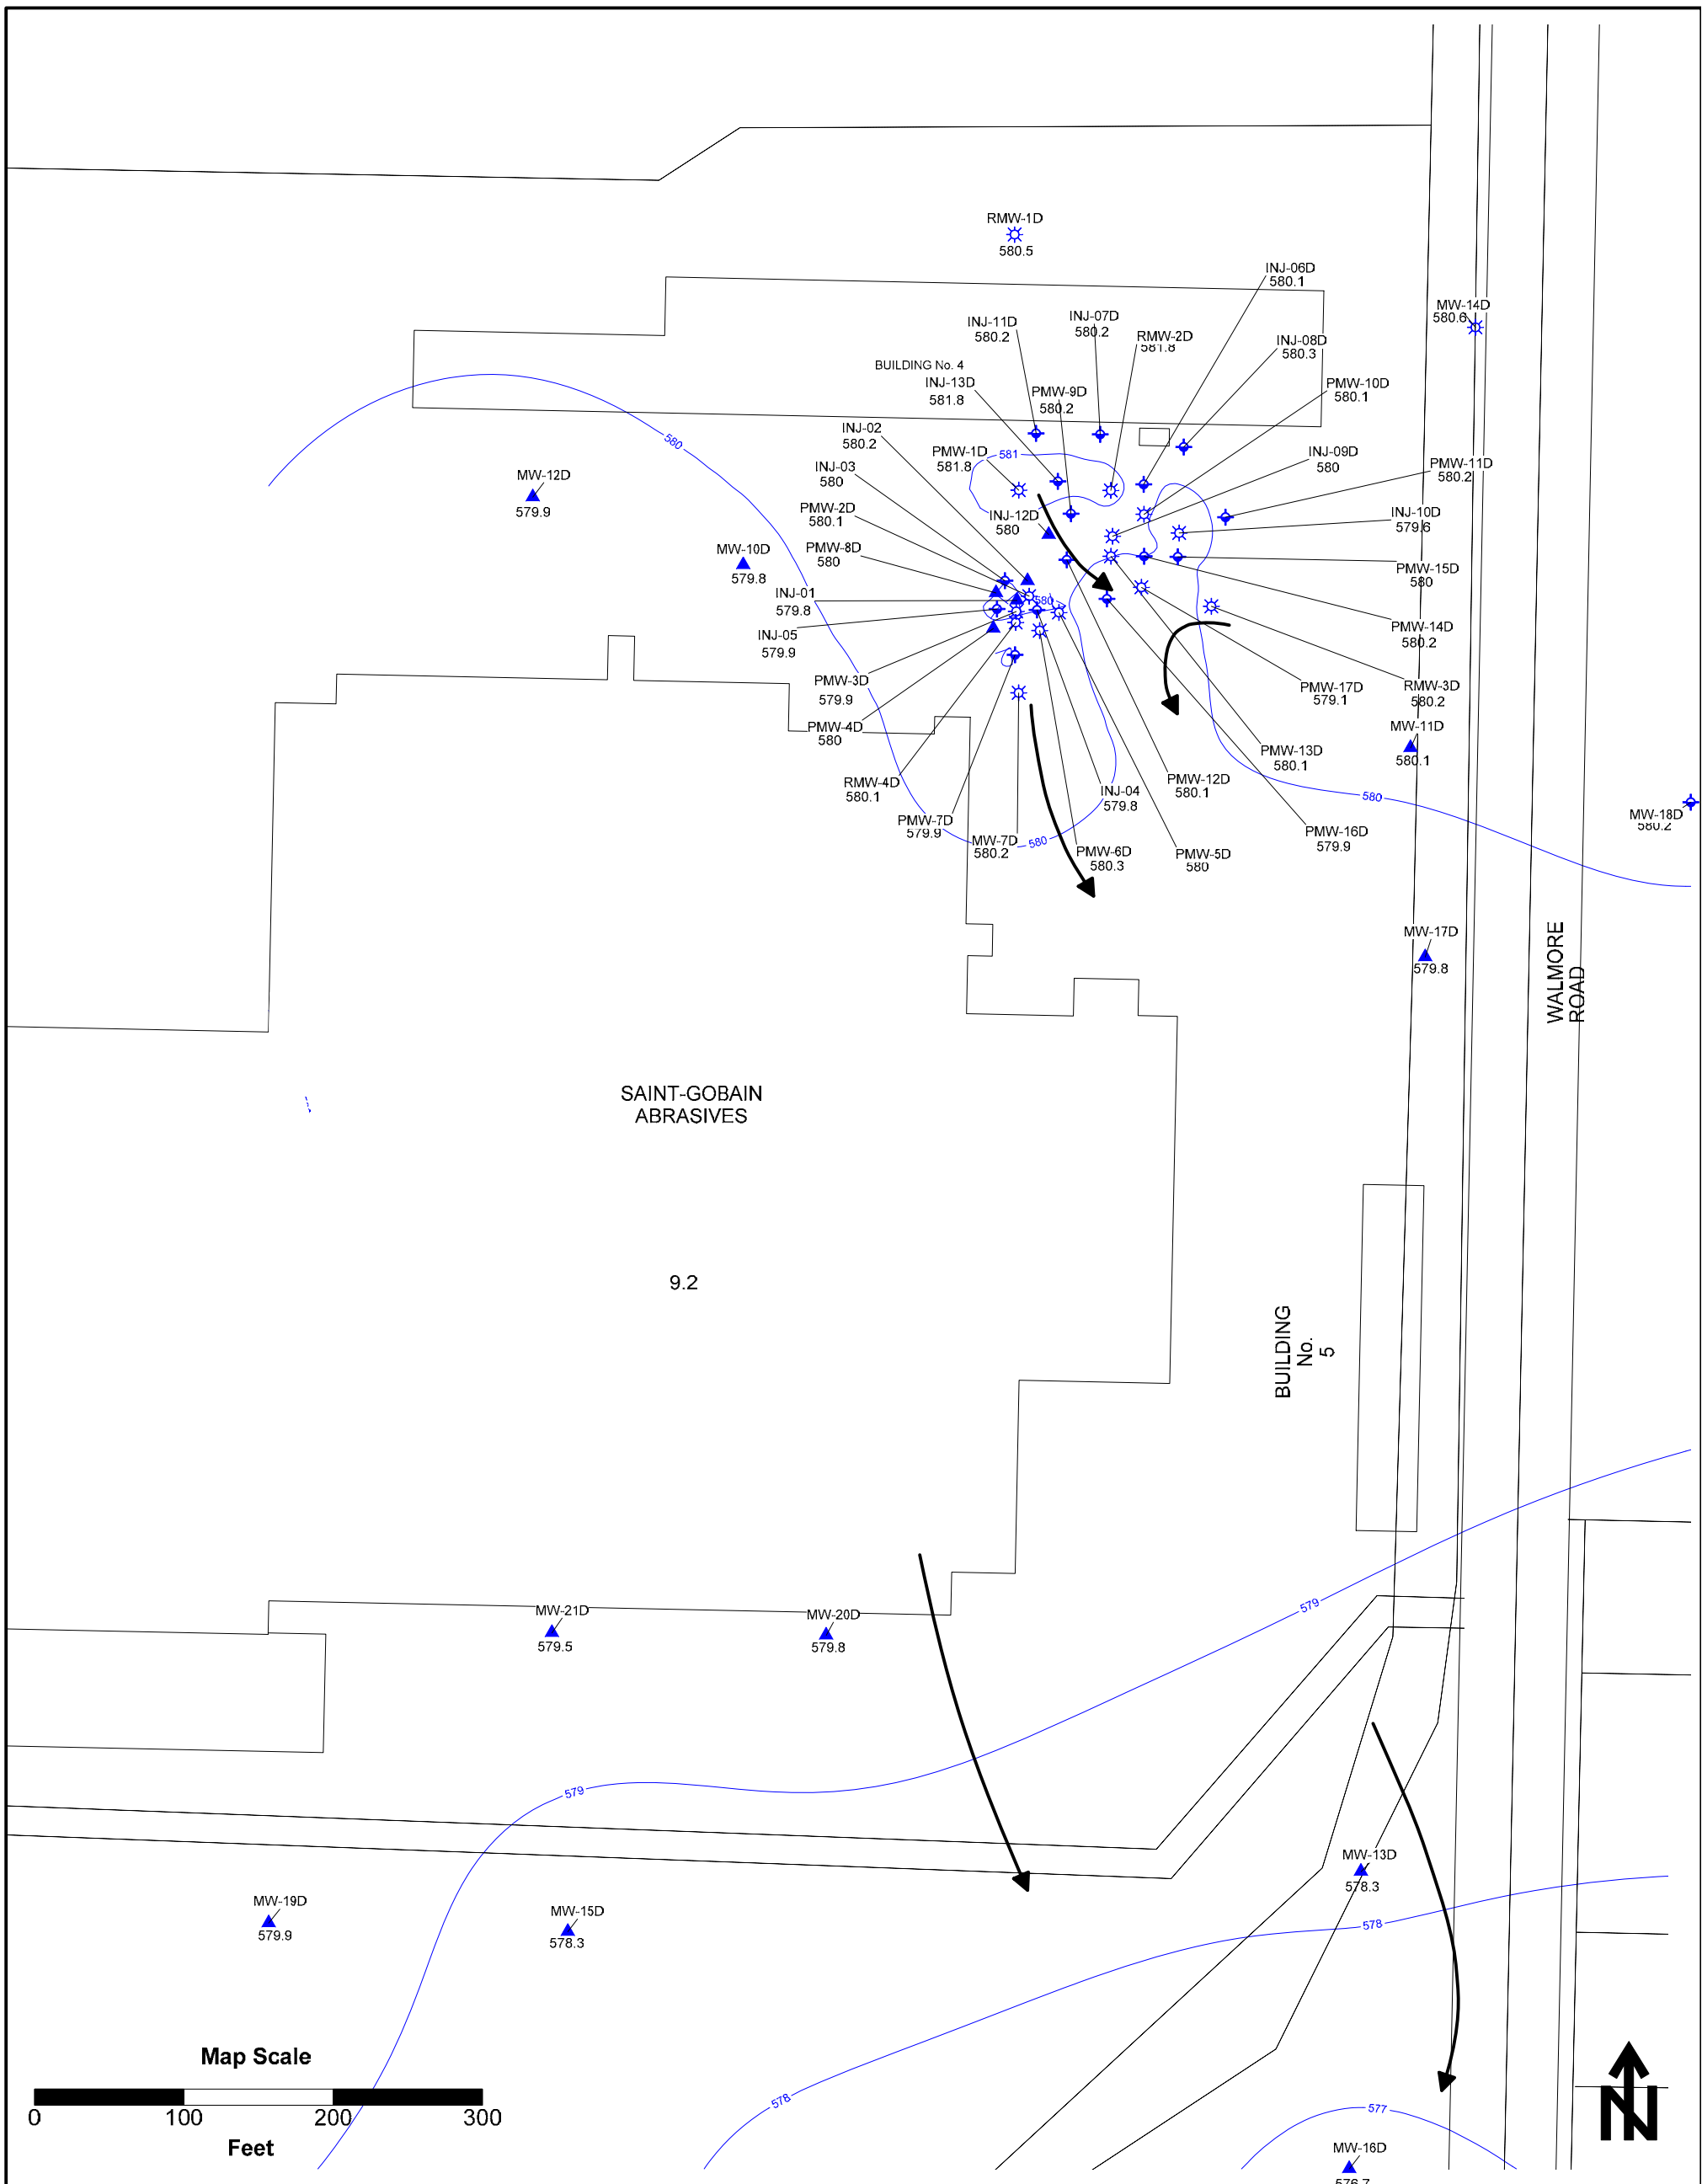 RMW-1D
580.5
INJ-06D
580.1
MW-14D
580.6
INJ-11D
580.2
INJ-07D
580.2
RMW-2D
581.8
INJ-08D
580.3
BUILDING No. 4
INJ-13D
581.8
PMW-9D
580.2
PMW-10D
580.1
INJ-02
580.2
580
PMW-1D
581.8
581
INJ-09D
580
INJ-03
580
PMW-11D
580.2
MW-12D
579.9
PMW-2D
580.1
INJ-12D
580
INJ-10D
579.6
MW-10D
579.8
PMW-8D
580
PMW-15D
580
INJ-01
579.8
580
INJ-05
579.9
PMW-14D
580.2
PMW-3D
579.9
PMW-17D
579.1
RMW-3D
580.2
PMW-4D
580
MW-11D
580.1
PMW-13D
580.1
RMW-4D
580.1
INJ-04
579.8
PMW-12D
580.1
580
MW-18D
580.2
PMW-7D
579.9
MW-7D
580.2
580
PMW-6D
580.3
PMW-5D
580
PMW-16D
579.9
MW-17D
579.8
WALMORE
ROAD
SAINT-GOBAIN
ABRASIVES
9.2
BUILDING
No.
5
579
MW-21D
579.5
MW-20D
579.8
579
MW-13D
578.3
MW-19D
579.9
MW-15D
578.3
578
Map Scale
0 100 200 300
Feet
578
577
N
MW-16D
576.7